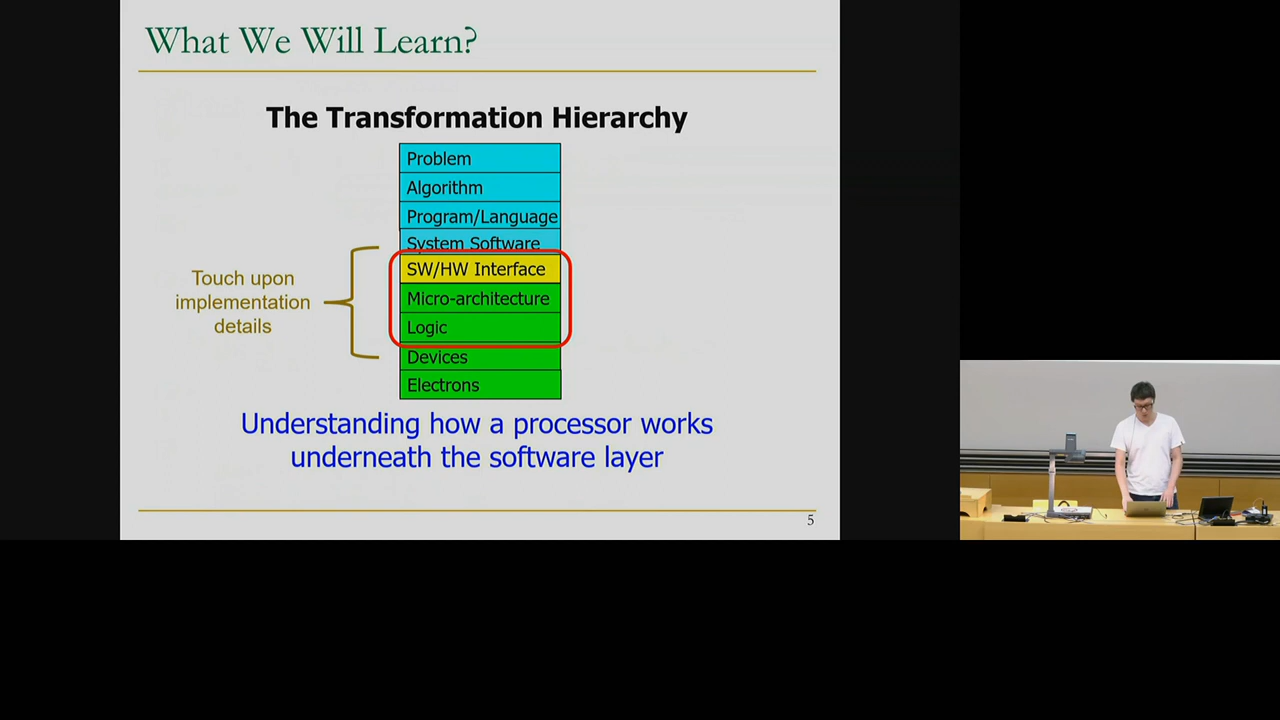 What We Will Learn?
The Transformation Hierarchy
Problem
Algorithm
Program/Language
System Software
SW/HW Interface
Micro-architecture
Logic
Devices
Electrons
Touch upon
implementation
details
Understanding how a processor works
underneath the software layer
5